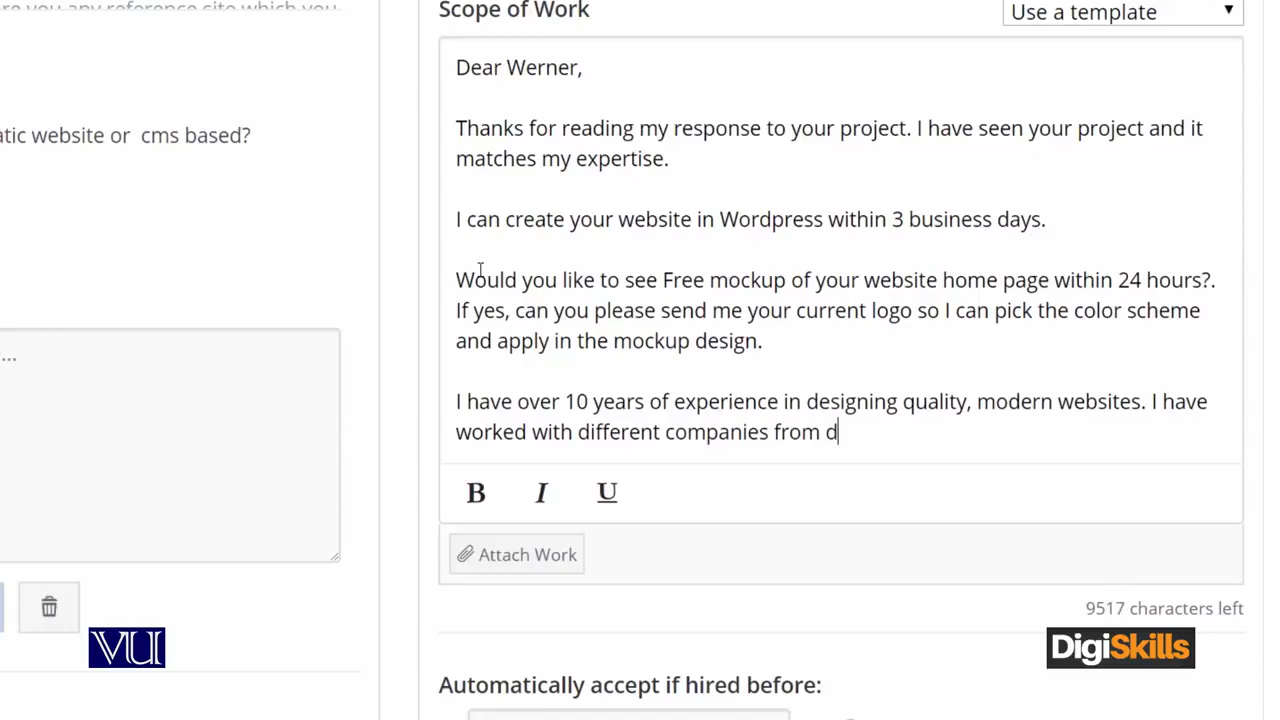 Scope of Work
Use a template
Dear Werner,
Thanks for reading my response to your project. I have seen your project and it
matches my expertise.
atic website or  cms based?
I can create your website in Wordpress within 3 business days.
Would you like to see Free mockup of your website home page within 24 hours?.
If yes, can you please send me your current logo so I can pick the color scheme
and apply in the mockup design.
...
I have over 10 years of experience in designing quality, modern websites. I have
worked with different companies from d
B I U
Attach Work
9517 characters left
VU
DigiSkills
Automatically accept if hired before: